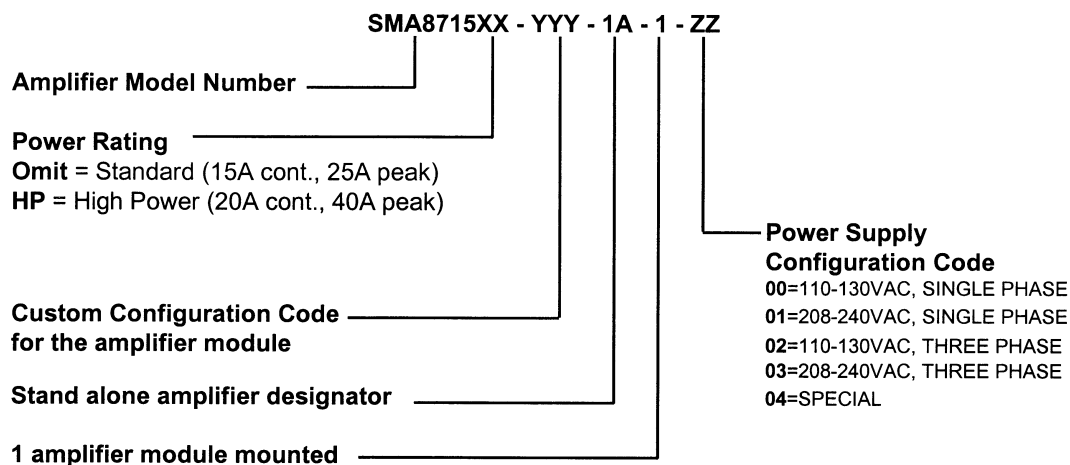 SMA8715XX - YYY - 1A - 1 - ZZ
Amplifier Model Number
Power Rating
Omit = Standard (15A cont., 25A peak)
HP = High Power (20A cont., 40A peak)
Power Supply
Configuration Code
00=110-130VAC, SINGLE PHASE
01=208-240VAC, SINGLE PHASE
02=110-130VAC, THREE PHASE
03=208-240VAC, THREE PHASE
04=SPECIAL
Custom Configuration Code
for the amplifier module
Stand alone amplifier designator
1 amplifier module mounted